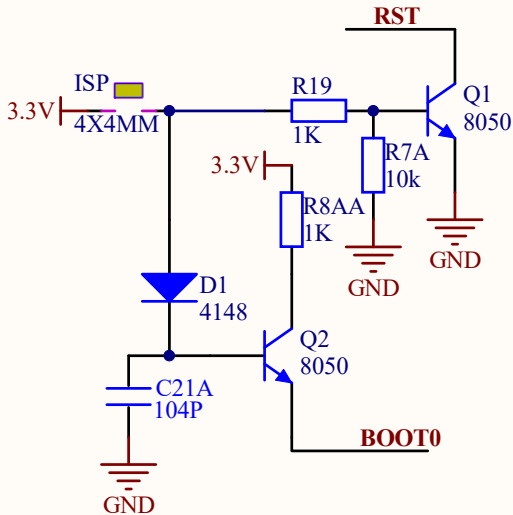 RST
ISP
3.3V
4X4MM
R19
1K
Q1
8050
R7A
10k
GND
3.3V
R8AA
1K
GND
D1
4148
Q2
8050
C21A
104P
BOOT0
GND